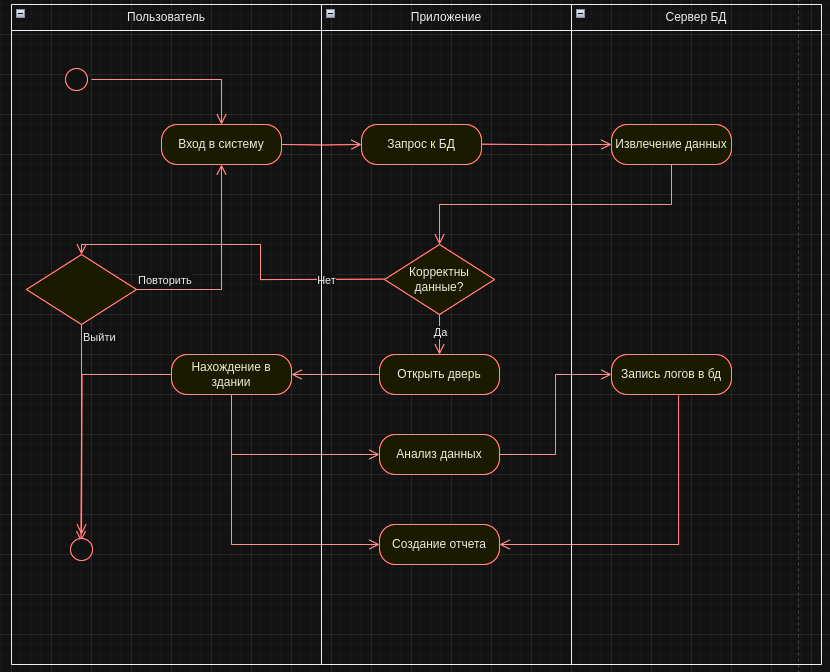 Пользователь
Приложение
Сервер БД
Вход в систему
Запрос к БД
Извлечение данных
Корректны
данные?
Повторить
Нет
Да
Выйти
Нахождение в
здании
Открыть дверь
Запись логов в бд
Анализ данных
Создание отчета